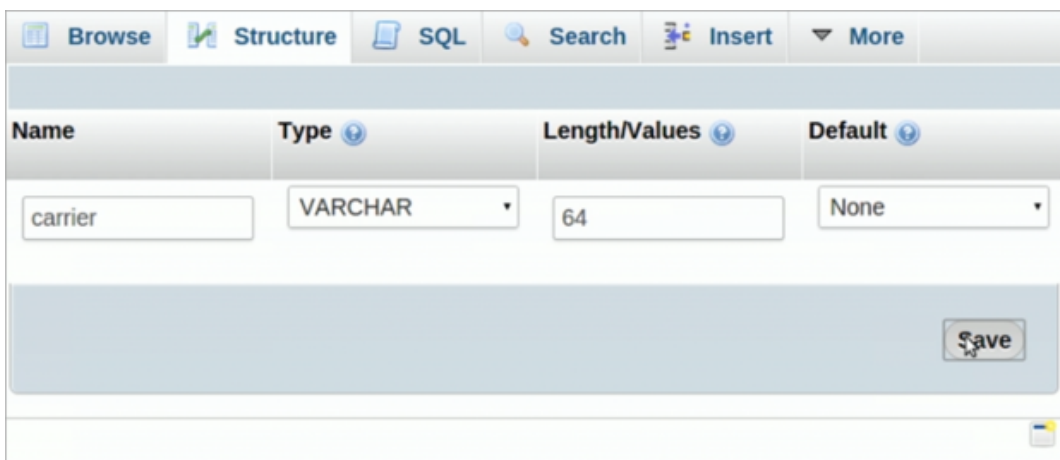 Browse Structure SQL Search Insert More
Name Type Length/Values Default
carrier VARCHAR 64 None
Save